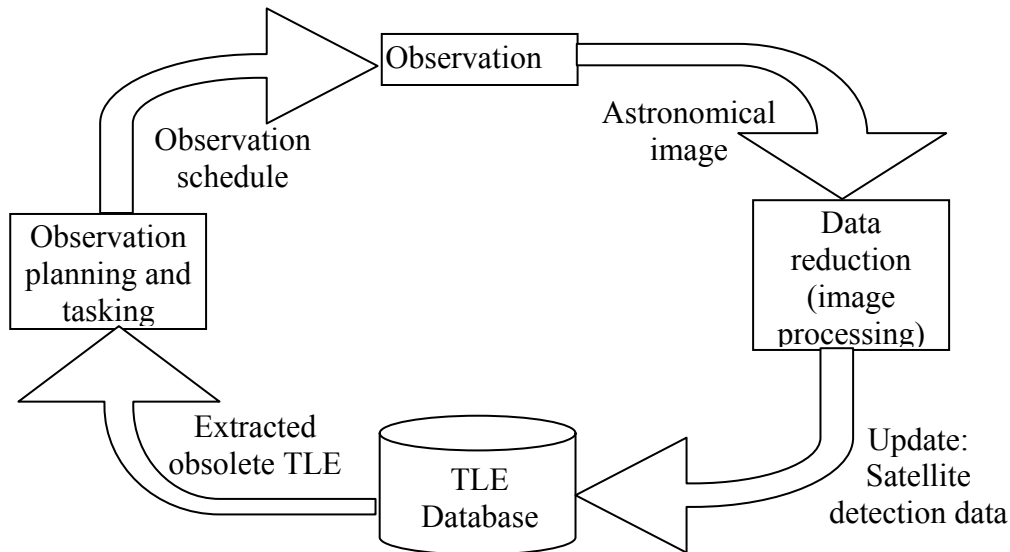 Observation
Astronomical
image
Observation
schedule
Observation
planning and
tasking
Data
reduction
(image
processing)
Extracted
obsolete TLE
TLE
Database
Update:
Satellite
detection data